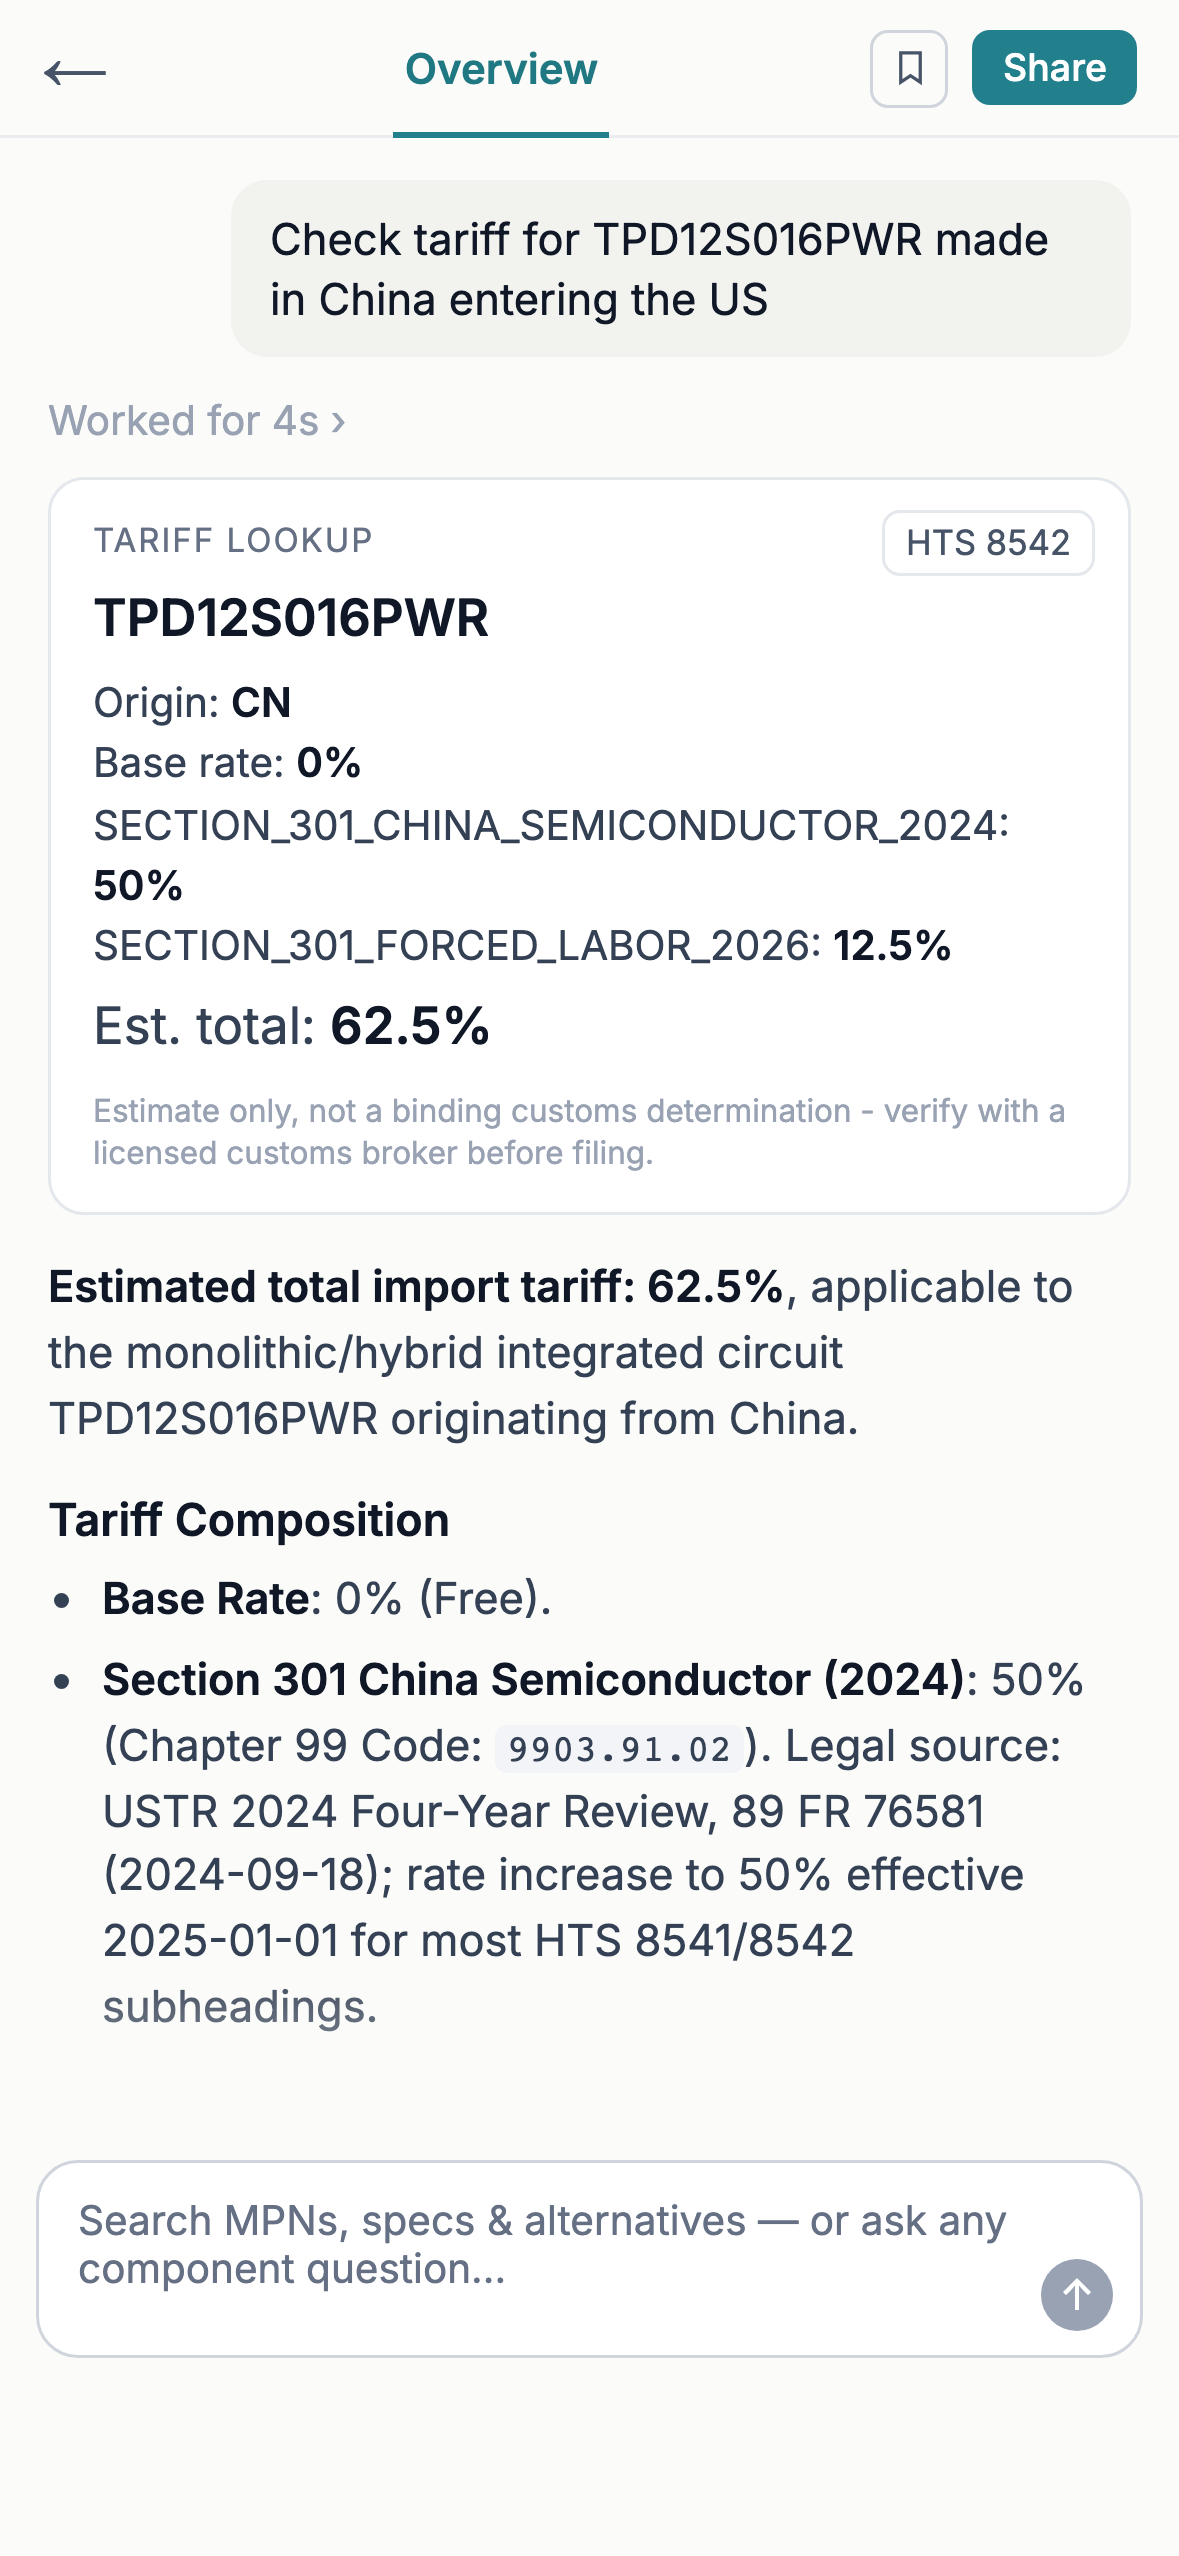 Overview
Share
Check tariff for TPD12S016PWR made
in China entering the US
Worked for 4s ›
TARIFF LOOKUP
HTS 8542
TPD12S016PWR
Origin: CN
Base rate: 0%
SECTION_301_CHINA_SEMICONDUCTOR_2024:
50%
SECTION_301_FORCED_LABOR_2026: 12.5%
Est. total: 62.5%
Estimate only, not a binding customs determination - verify with a
licensed customs broker before filing.
Estimated total import tariff: 62.5%, applicable to
the monolithic/hybrid integrated circuit
TPD12S016PWR originating from China.
Tariff Composition
• Base Rate: 0% (Free).
• Section 301 China Semiconductor (2024): 50%
(Chapter 99 Code: 9903.91.02). Legal source:
USTR 2024 Four-Year Review, 89 FR 76581
(2024-09-18); rate increase to 50% effective
2025-01-01 for most HTS 8541/8542
subheadings.
Search MPNs, specs & alternatives — or ask any
component question...